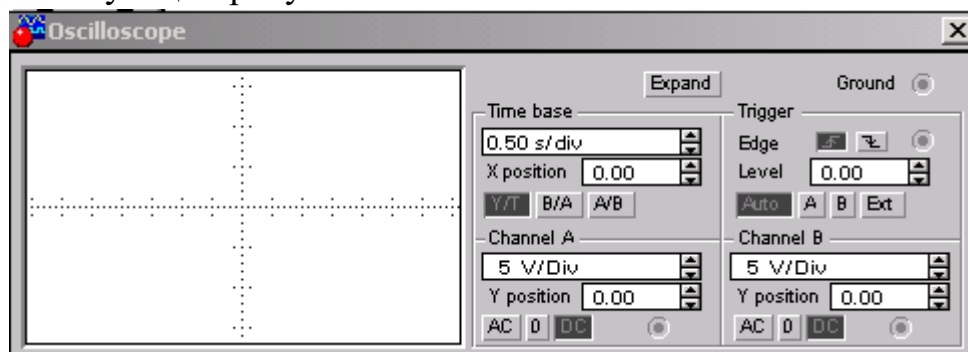 Oscilloscope
Expand
Ground
Time base
0.50 s/div
X position 0.00
Y/T B/A A/B
Trigger
Edge
Level 0.00
Auto A B Ext
Channel A
5 V/Div
Y position 0.00
AC 0 DC
Channel B
5 V/Div
Y position 0.00
AC 0 DC